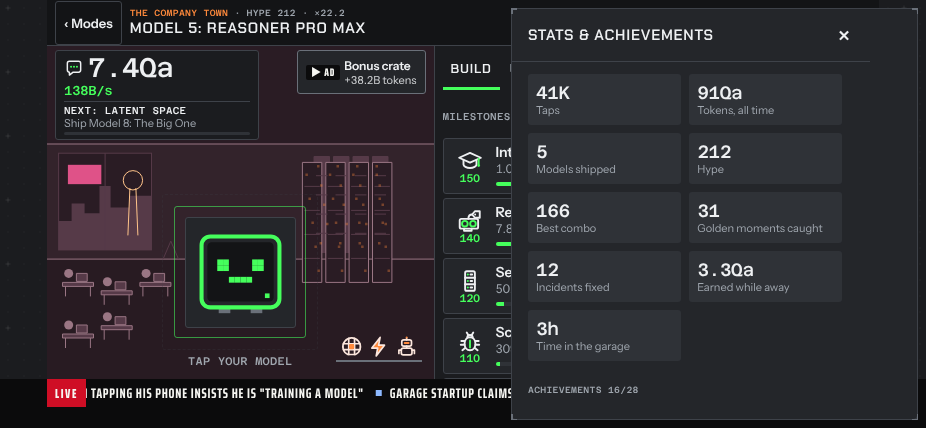 ‹ Modes
THE COMPANY TOWN · HYPE 212 · ×22.2
MODEL 5: REASONER PRO MAX
7.4Qa
138B/s
NEXT: LATENT SPACE
Ship Model 8: The Big One
AD
Bonus crate
+38.2B tokens
TAP YOUR MODEL
BUILD
MILESTONES
150
Int
1.0
140
Re
7.8
120
Se
50
110
Sc
30
LIVE
TAPPING HIS PHONE INSISTS HE IS "TRAINING A MODEL"
GARAGE STARTUP CLAIMS
STATS & ACHIEVEMENTS
×
41K
Taps
91Qa
Tokens, all time
5
Models shipped
212
Hype
166
Best combo
31
Golden moments caught
12
Incidents fixed
3.3Qa
Earned while away
3h
Time in the garage
ACHIEVEMENTS 16/28